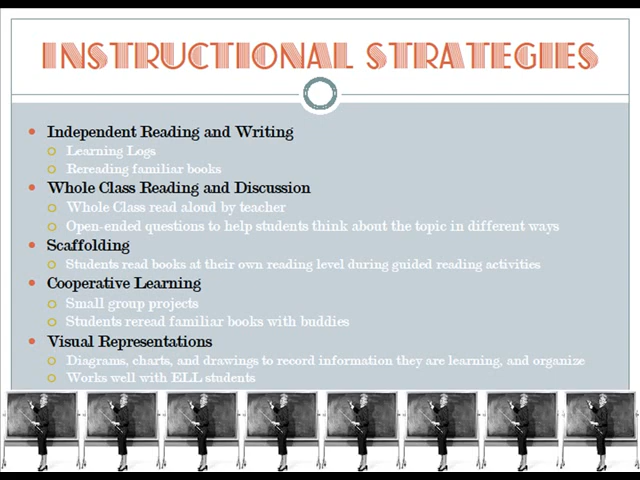 INSTRUCTIONAL STRATEGIES
Independent Reading and Writing
Learning Logs
Rereading familiar books
Whole Class Reading and Discussion
Whole Class read aloud by teacher
Open-ended questions to help students think about the topic in different ways
Scaffolding
Students read books at their own reading level during guided reading activities
Cooperative Learning
Small group projects
Students reread familiar books with buddies
Visual Representations
Diagrams, charts, and drawings to record information they are learning, and organize
Works well with ELL students